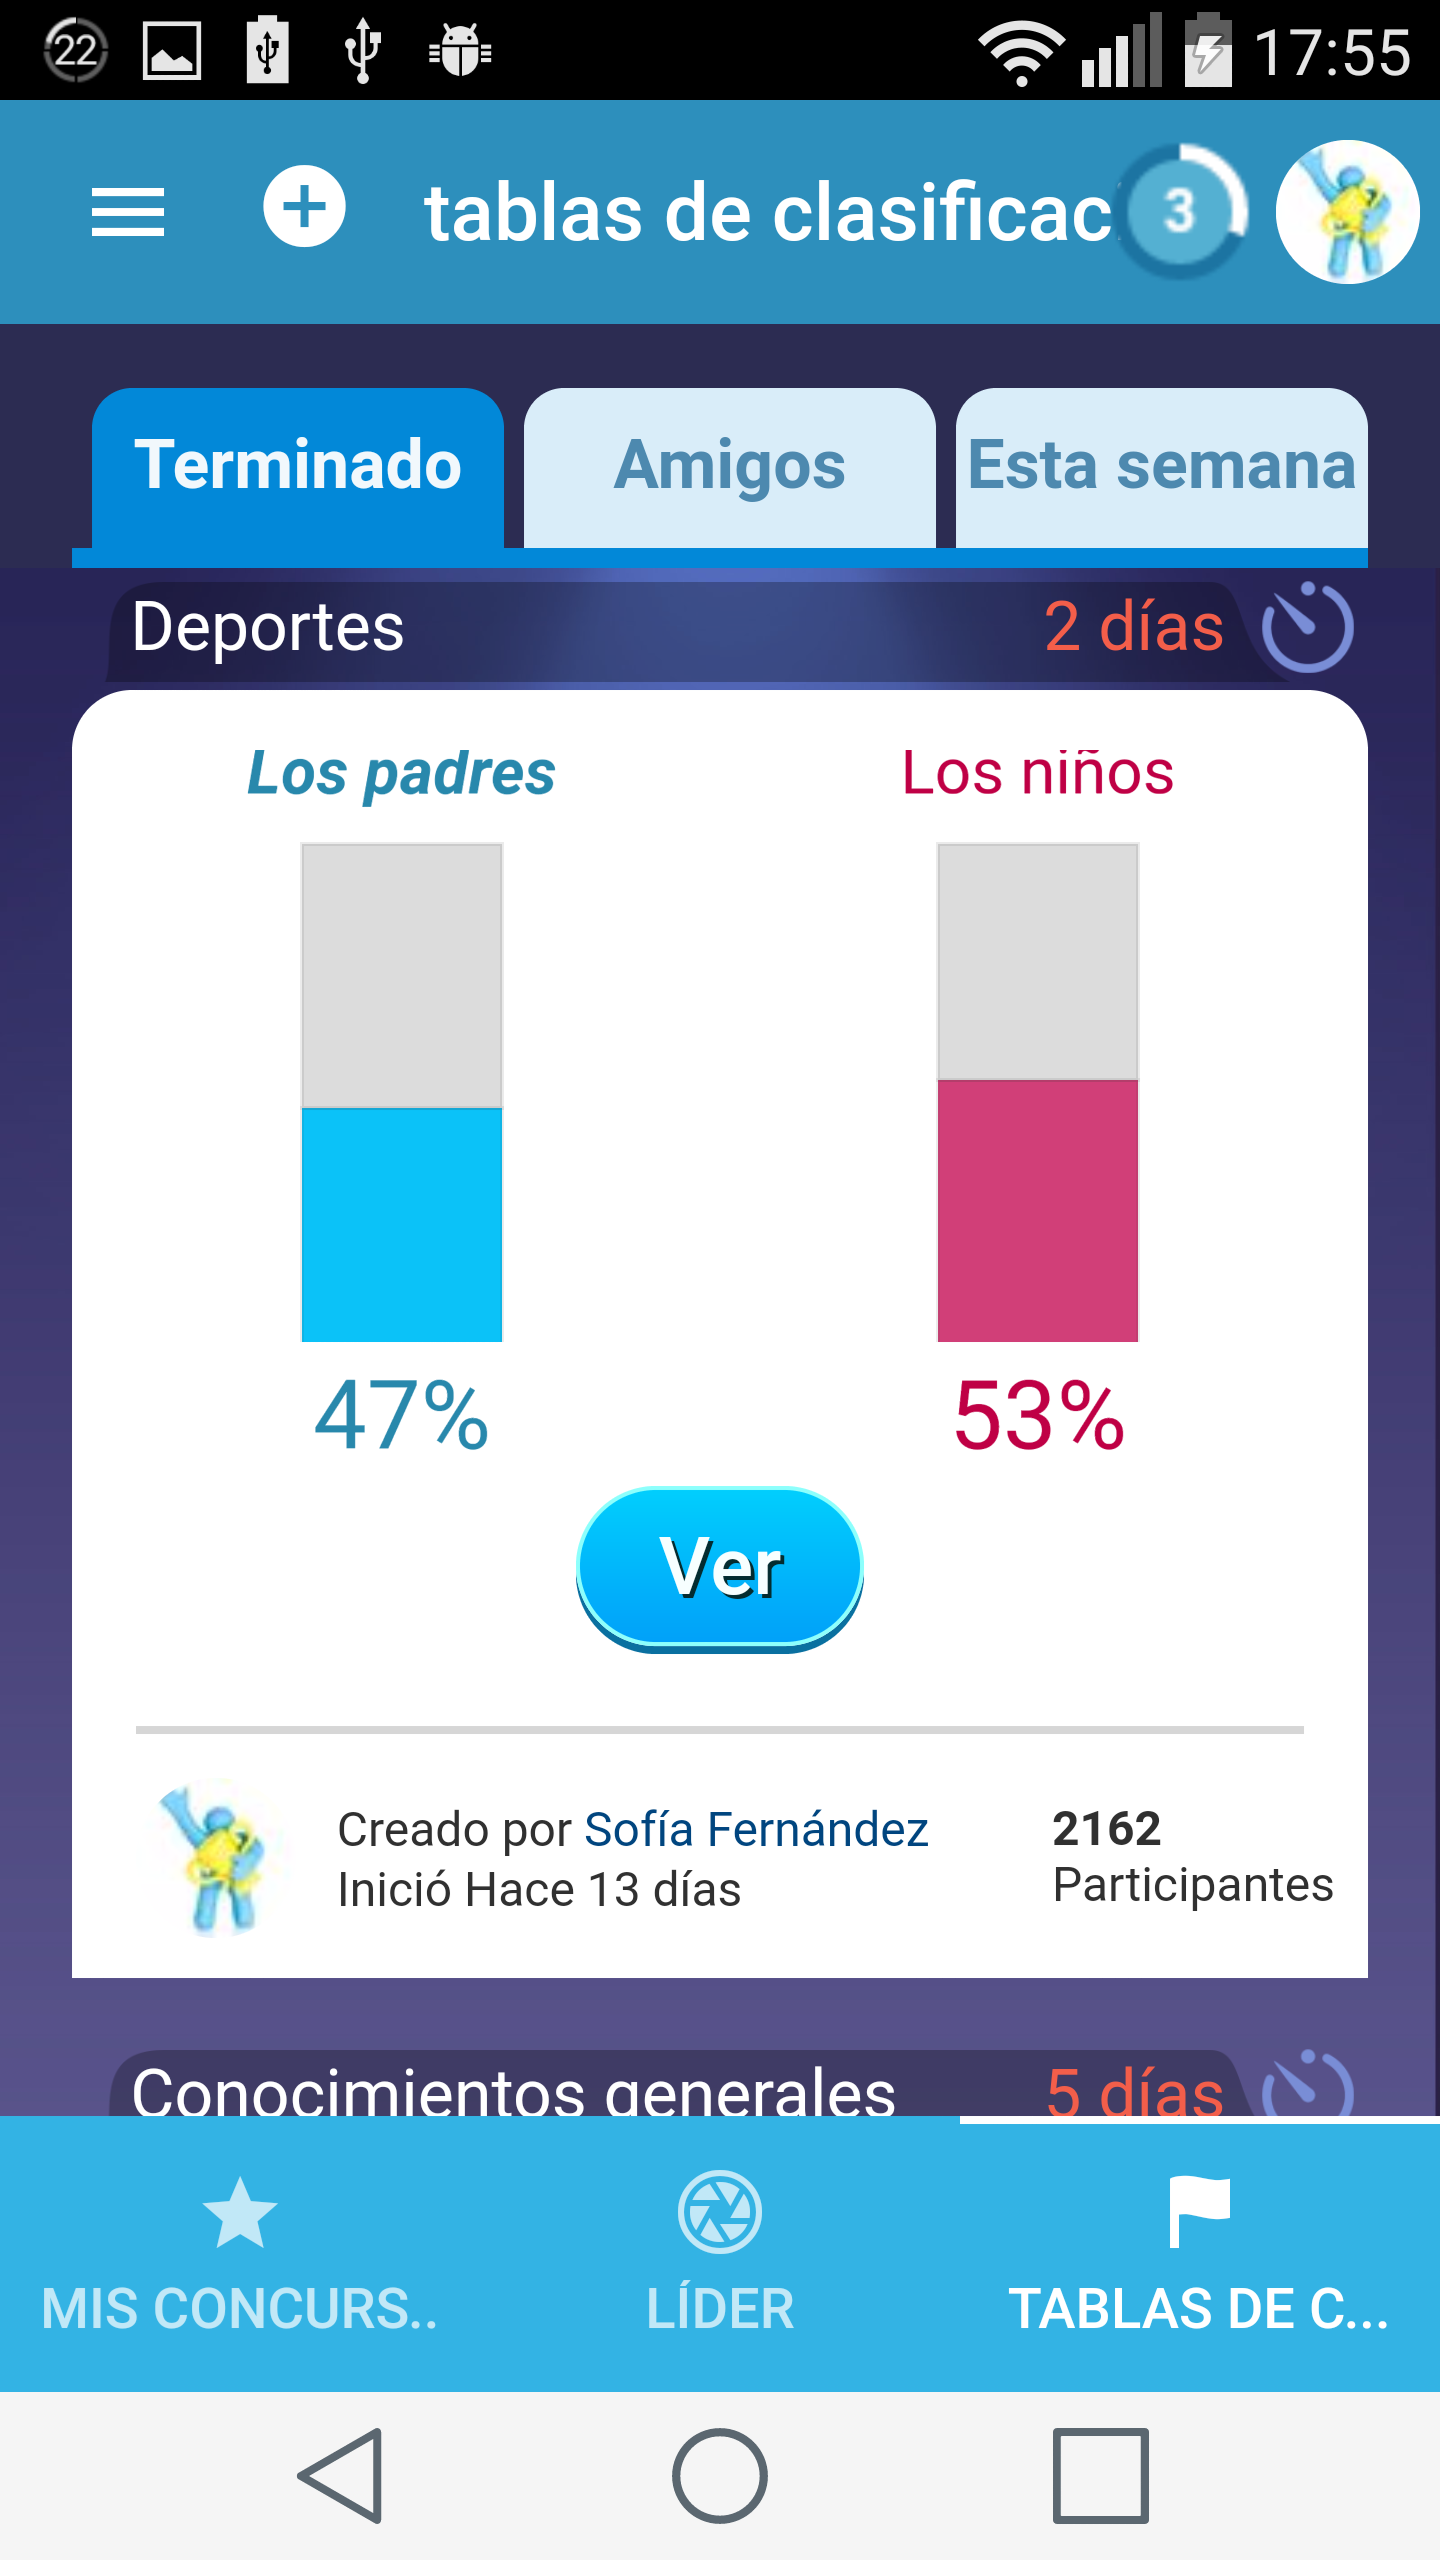 22
17:55
tablas de clasificac
3
Terminado
Amigos
Esta semana
Deportes
2 días
Los padres
Los niños
47%
53%
Ver
Creado por Sofía Fernández
Inició Hace 13 días
2162
Participantes
Conocimientos generales
5 días
MIS CONCURS..
LÍDER
TABLAS DE C...